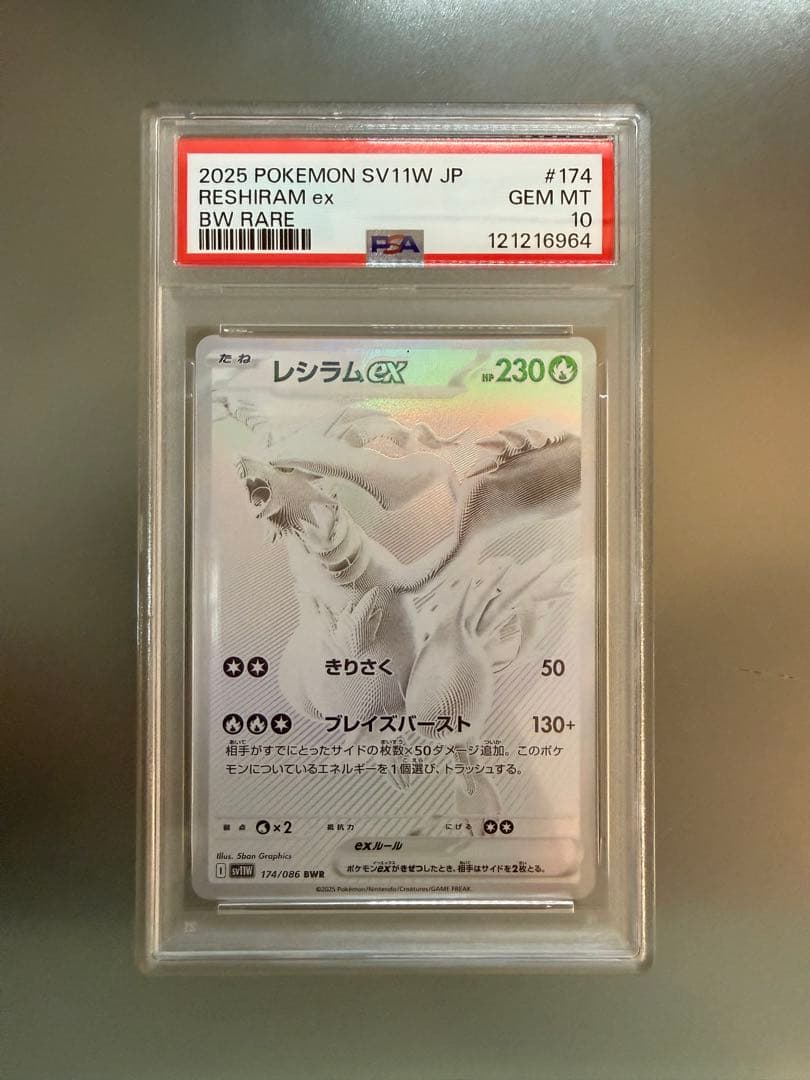 2025 POKEMON SV11W JP #174
RESHIRAM ex GEM MT
BW RARE 10
PSA 121216964
たね レシラムex HP 230
きりさく 50
ブレイズバースト 130+
相手がすでにとったサイドの枚数×50ダメージ追加。このポケ
モンについているエネルギーを1個選び、トラッシュする。
弱点 ×2 抵抗力 にげる
exルール
Illus. 5ban Graphics
ポケモンexがきぜつしたとき、相手はサイドを2枚とる。
I sv11W 174/086 BWR
©2025 Pokémon/Nintendo/Creatures/GAME FREAK.